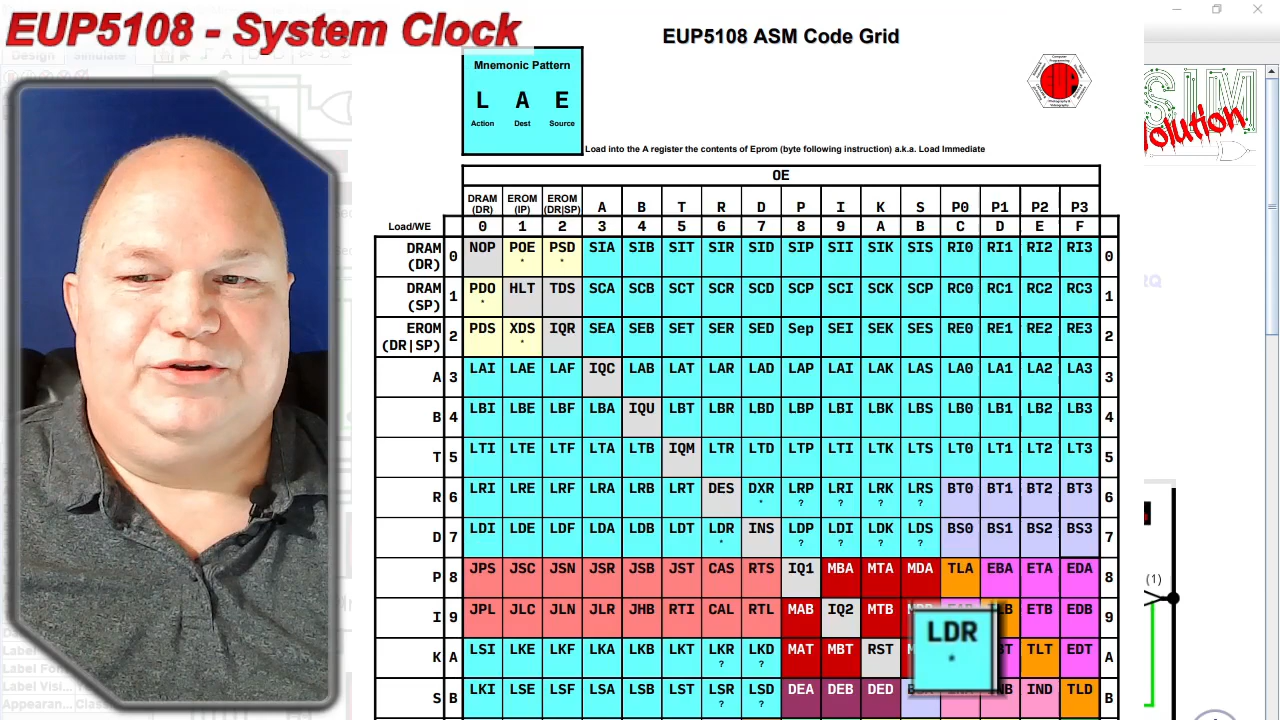 EUP5108 - System Clock
EUP5108 ASM Code Grid
Mnemonic Pattern
L A E
Action Dest Source
Load into the A register the contents of Eprom (byte following instruction) a.k.a. Load Immediate
OE
DRAM (DR) EROM (IP) EROM (DR|SP) A B T R D P I K S P0 P1 P2 P3
Load/WE 0 1 2 3 4 5 6 7 8 9 A B C D E F
DRAM (DR) 0 NOP POE * PSD * SIA SIB SIT SIR SID SIP SII SIK SIS RI0 RI1 RI2 RI3 0
DRAM (SP) 1 PDO * HLT TDS SCA SCB SCT SCR SCD SCP SCI SCK SCP RC0 RC1 RC2 RC3 1
EROM (DR|SP) 2 PDS XDS * IQR SEA SEB SET SER SED Sep SEI SEK SES RE0 RE1 RE2 RE3 2
A 3 LAI LAE LAF IQC LAB LAT LAR LAD LAP LAI LAK LAS LA0 LA1 LA2 LA3 3
B 4 LBI LBE LBF LBA IQU LBT LBR LBD LBP LBI LBK LBS LB0 LB1 LB2 LB3 4
T 5 LTI LTE LTF LTA LTB IQM LTR LTD LTP LTI LTK LTS LT0 LT1 LT2 LT3 5
R 6 LRI LRE LRF LRA LRB LRT DES DXR * LRP ? LRI ? LRK ? LRS ? BT0 BT1 BT2 BT3 6
D 7 LDI LDE LDF LDA LDB LDT LDR * INS LDP ? LDI ? LDK ? LDS ? BS0 BS1 BS2 BS3 7
P 8 JPS JSC JSN JSR JSB JST CAS RTS IQ1 MBA MTA MDA TLA EBA ETA EDA 8
I 9 JPL JLC JLN JLR JHB RTI CAL RTL MAB IQ2 MTB ETB EDB 9
K A LSI LKE LKF LKA LKB LKT LKR ? LKD ? MAT MBT RST TLT EDT A
S B LKI LSE LSF LSA LSB LST LSR ? LSD ? DEA DEB DED IND TLD B
LDR
*
SIM
olution
(1)
Design Simulate